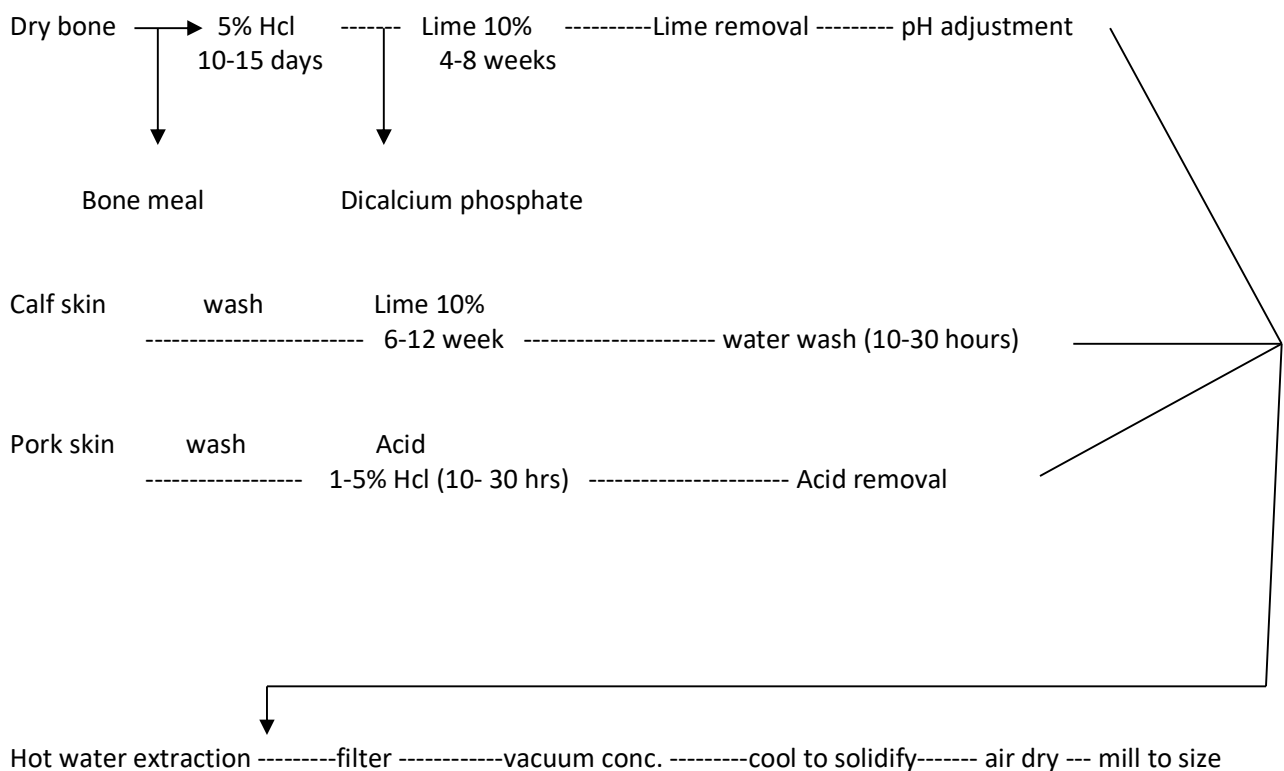 Dry bone 5% Hcl ------- Lime 10% ----------Lime removal --------- pH adjustment
10-15 days 4-8 weeks
Bone meal Dicalcium phosphate
Calf skin wash Lime 10%
------------------------- 6-12 week ---------------------- water wash (10-30 hours)
Pork skin wash Acid
------------------ 1-5% Hcl (10- 30 hrs) ----------------------- Acid removal
Hot water extraction ---------filter ------------vacuum conc. ---------cool to solidify------- air dry --- mill to size